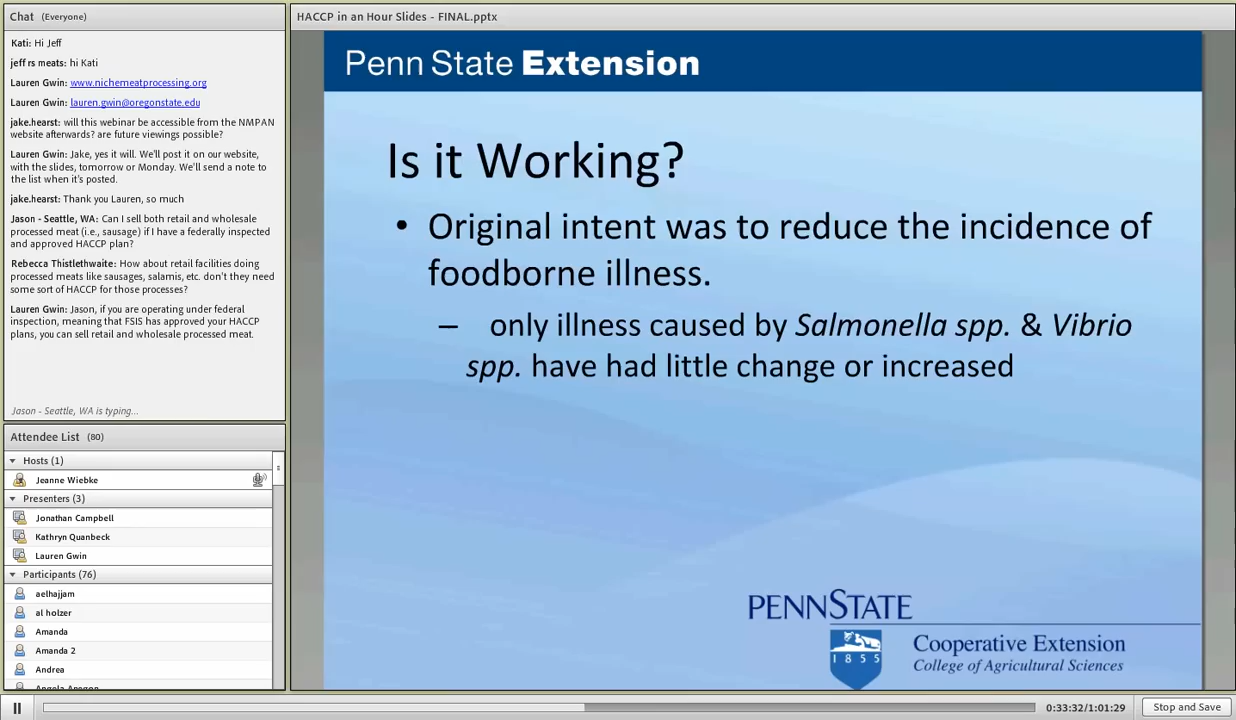 Chat (Everyone)
Kati: Hi Jeff
jeff rs meats: hi Kati
Lauren Gwin: www.nichemeatprocessing.org
Lauren Gwin: lauren.gwin@oregonstate.edu
jake.hearst: will this webinar be accessible from the NMPAN
website afterwards? are future viewings possible?
Lauren Gwin: Jake, yes it will. We'll post it on our website,
with the slides, tomorrow or Monday. We'll send a note to
the list when it's posted.
jake.hearst: Thank you Lauren, so much
Jason - Seattle, WA: Can I sell both retail and wholesale
processed meat (i.e., sausage) if I have a federally inspected
and approved HACCP plan?
Rebecca Thistlethwaite: How about retail facilities doing
processed meats like sausages, salamis, etc. don't they need
some sort of HACCP for those processes?
Lauren Gwin: Jason, if you are operating under federal
inspection, meaning that FSIS has approved your HACCP
plans, you can sell retail and wholesale processed meat.
Jason - Seattle, WA is typing...
Attendee List (80)
Hosts (1)
Jeanne Wiebke
Presenters (3)
Jonathan Campbell
Kathryn Quanbeck
Lauren Gwin
Participants (76)
aelhajjam
al holzer
Amanda
Amanda 2
Andrea
Angela Aragon
HACCP in an Hour Slides - FINAL.pptx
Penn State Extension
Is it Working?
• Original intent was to reduce the incidence of
foodborne illness.
– only illness caused by Salmonella spp. & Vibrio
spp. have had little change or increased
PENNSTATE
1855
Cooperative Extension
College of Agricultural Sciences
0:33:32/1:01:29
Stop and Save